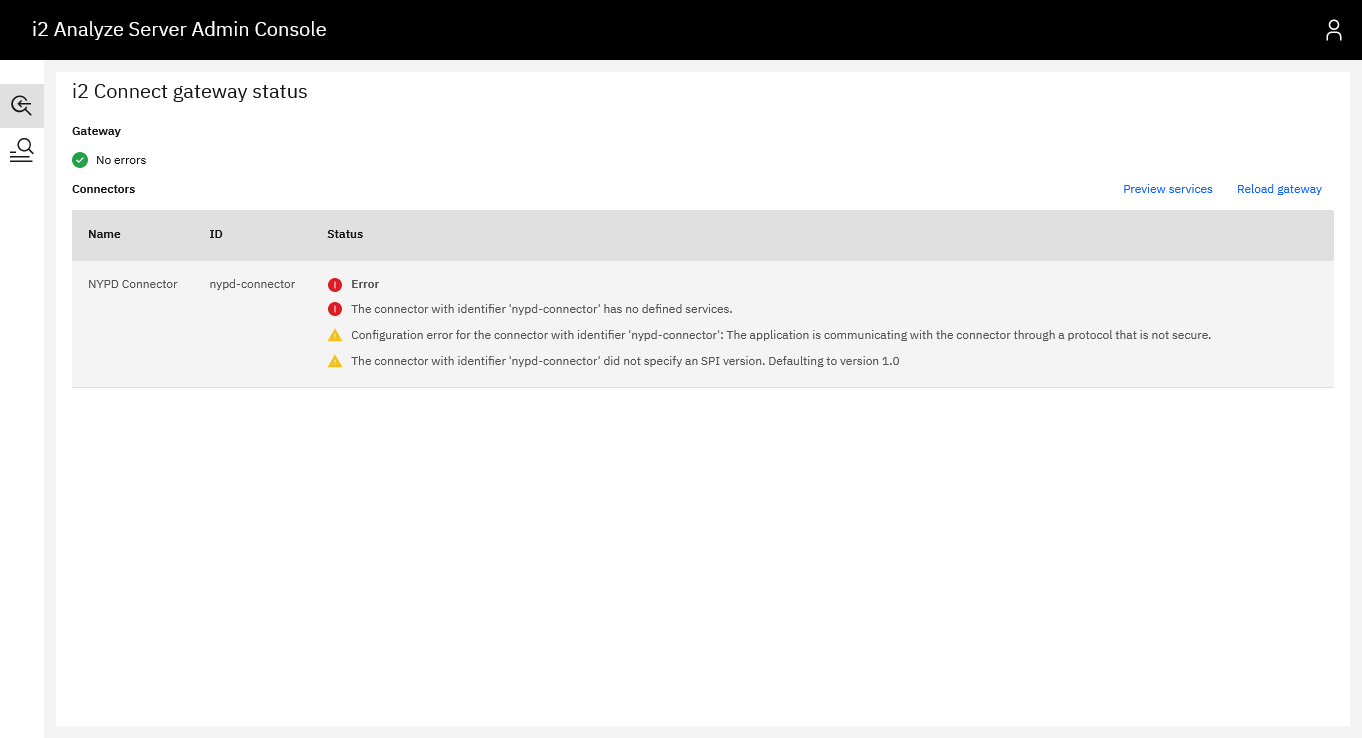 i2 Analyze Server Admin Console
i2 Connect gateway status
Gateway
No errors
Connectors
Preview services
Reload gateway
Name ID Status
NYPD Connector nypd-connector Error
The connector with identifier 'nypd-connector' has no defined services.
Configuration error for the connector with identifier 'nypd-connector': The application is communicating with the connector through a protocol that is not secure.
The connector with identifier 'nypd-connector' did not specify an SPI version. Defaulting to version 1.0